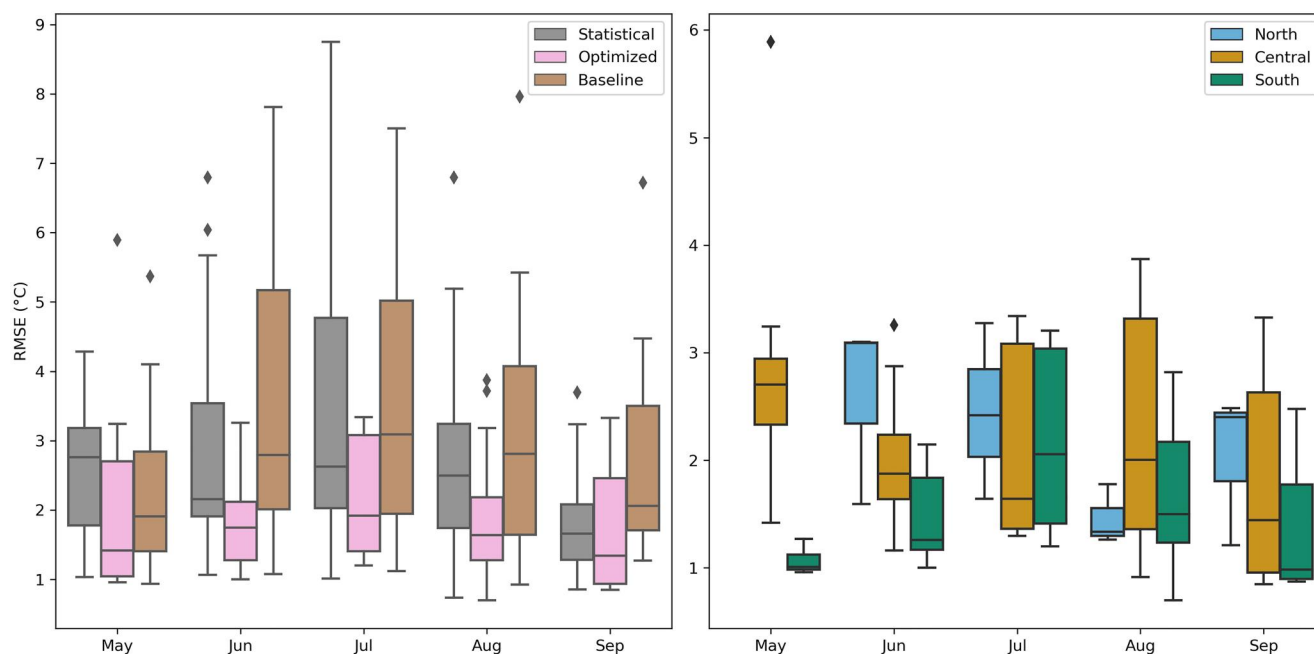 9
8
7
6
5
4
3
2
1
RMSE (°C)
May Jun Jul Aug Sep
Statistical
Optimized
Baseline
6
5
4
3
2
1
May Jun Jul Aug Sep
North
Central
South